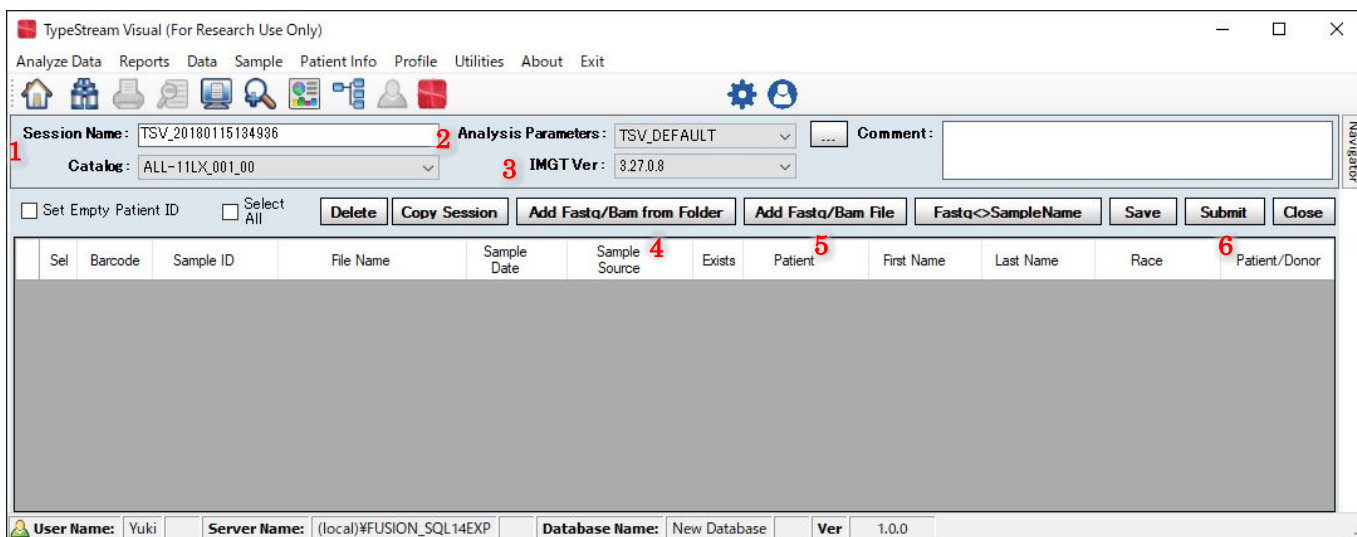 TypeStream Visual (For Research Use Only)
Analyze Data Reports Data Sample Patient Info Profile Utilities About Exit
Session Name: TSV_20180115134936 2 Analysis Parameters: TSV_DEFAULT ... Comment:
1
Catalog: ALL-11LX_001_00 3 IMGT Ver: 3.27.0.8
Navigator
Set Empty Patient ID Select All Delete Copy Session Add Fastq/Bam from Folder Add Fastq/Bam File Fastq<>SampleName Save Submit Close
4 5 6
Sel Barcode Sample ID File Name Sample Date Sample Source Exists Patient First Name Last Name Race Patient/Donor
User Name: Yuki Server Name: (local)¥FUSION_SQL14EXP Database Name: New Database Ver 1.0.0